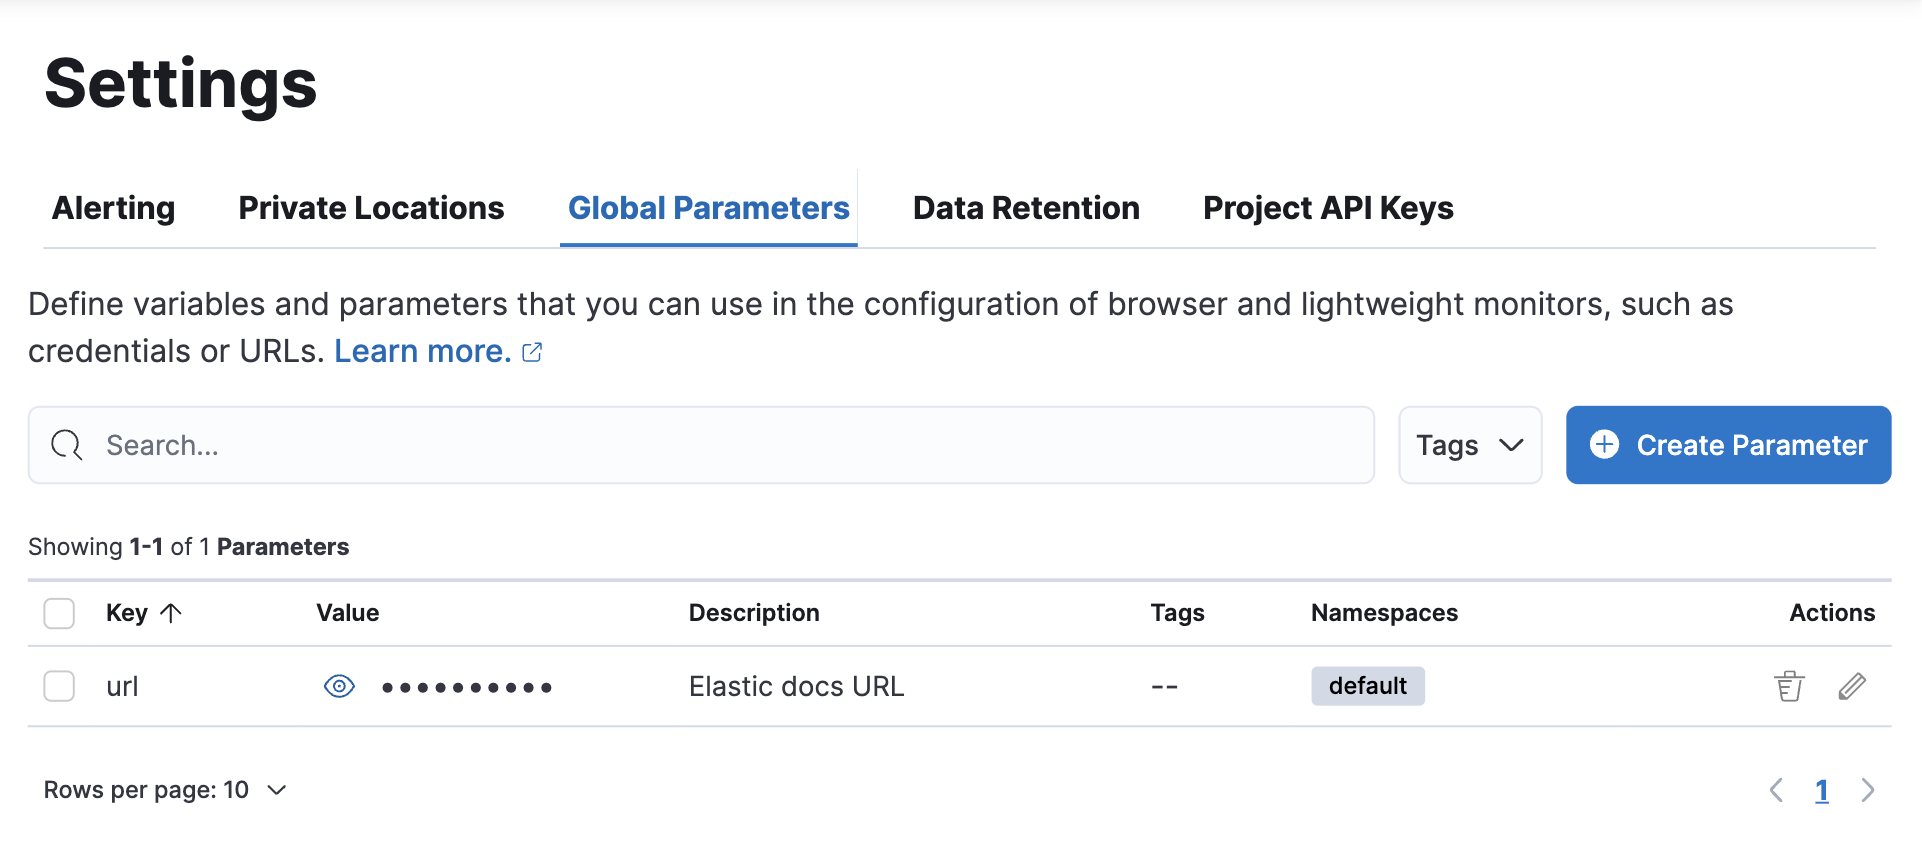 Settings
Alerting Private Locations Global Parameters Data Retention Project API Keys
Define variables and parameters that you can use in the configuration of browser and lightweight monitors, such as
credentials or URLs. Learn more.
Search...
Tags
Create Parameter
Showing 1-1 of 1 Parameters
Key Value Description Tags Namespaces Actions
url •••••••••• Elastic docs URL -- default
Rows per page: 10
1